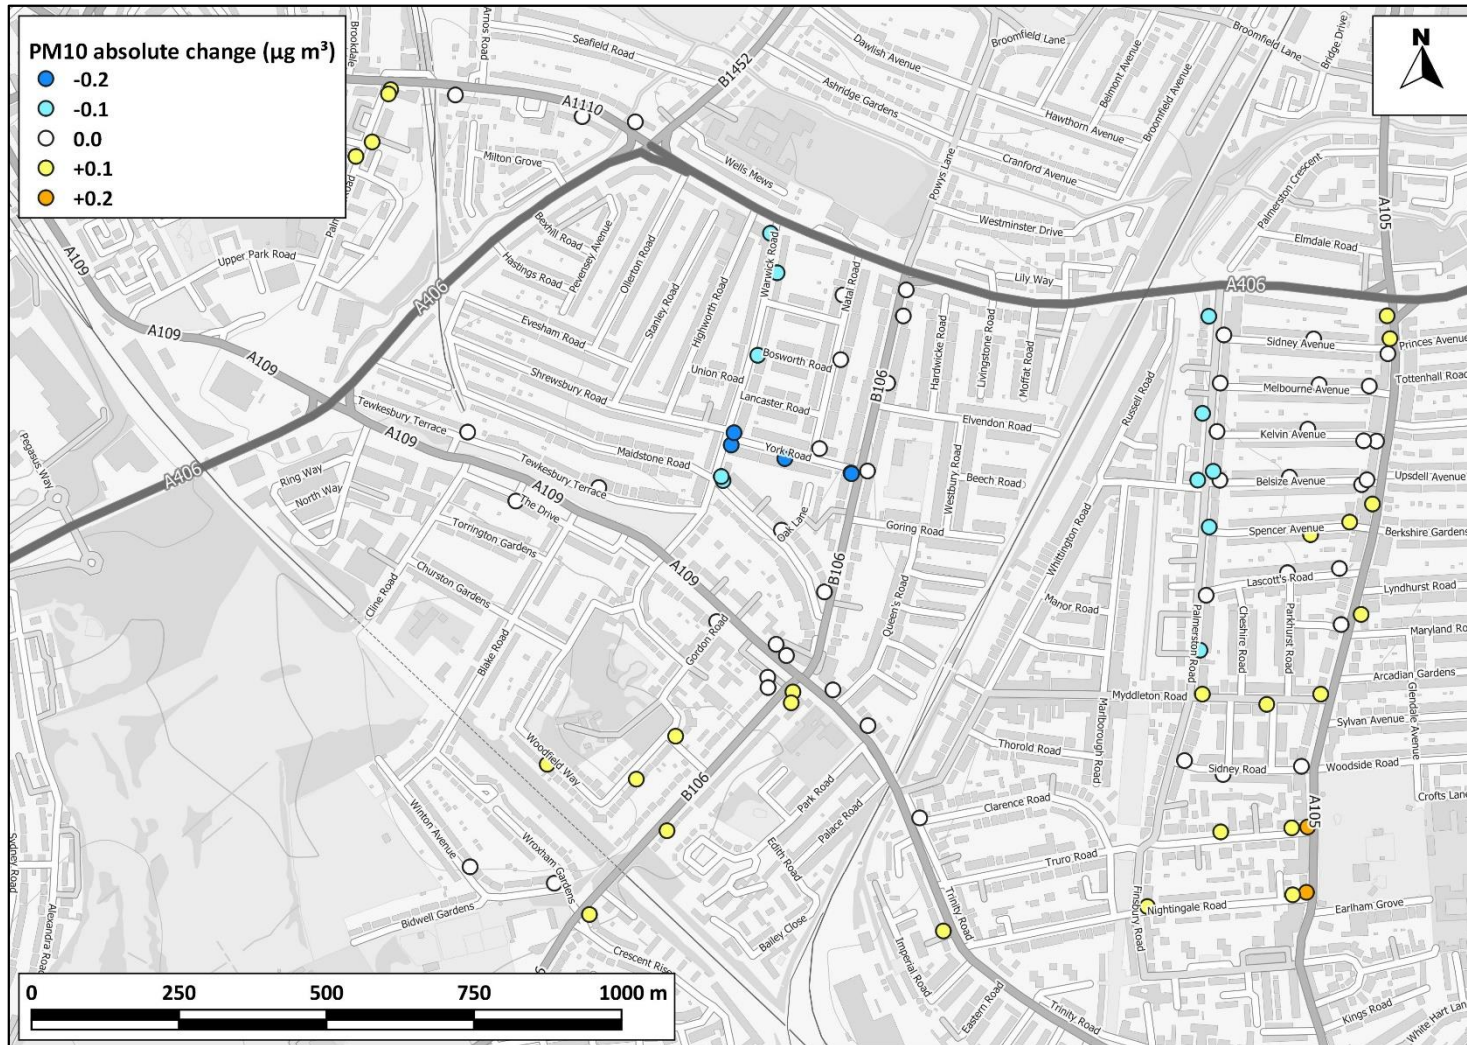 PM10 absolute change (µg m³)
-0.2
-0.1
0.0
+0.1
+0.2
N
Brookdale
Arnos Road
Seafield Road
B1452
Dawlish Avenue
Broomfield Lane
Broomfield Lane
Bridge Drive
Ashridge Gardens
Belmont Avenue
Broomfield Avenue
A1110
Hawthorn Avenue
Milton Grove
Wells Mews
Cranford Avenue
Powys Lane
Palmerston Crescent
Westminster Drive
A105
Elmdale Road
Bexhill Road
Pevensey Avenue
Hastings Road
Ollerton Road
Upper Park Road
A109
A406
Stanley Road
Highworth Road
Warwick Road
Natal Road
Lily Way
A406
A109
A109
Evesham Road
Shrewsbury Road
Union Road
Bosworth Road
Lancaster Road
B106
Hardwicke Road
Livingstone Road
Moffat Road
Russell Road
Sidney Avenue
Princes Avenue
Melbourne Avenue
Tottenhall Road
Tewkesbury Terrace
A109
Elvendon Road
Kelvin Avenue
York Road
Maidstone Road
Pegasus Way
A406
Ring Way
North Way
Tewkesbury Terrace
A109
The Drive
Westbury Road
Beech Road
Belsize Avenue
Upsdell Avenue
Oak Lane
Goring Road
Whittington Road
Spencer Avenue
Berkshire Gardens
Torrington Gardens
Churston Gardens
Cline Road
A109
B106
Lascott's Road
Lyndhurst Road
Manor Road
Queen's Road
Gordon Road
Blake Road
Palmerston Road
Cheshire Road
Parkhurst Road
Arcadian Gardens
Myddleton Road
Glendale Avenue
Sylvan Avenue
Marlborough Road
Thorold Road
Woodfield Way
B106
Sidney Road
Woodside Road
Park Road
Palace Road
Clarence Road
Crofts Lane
A105
Winton Avenue
Wroxham Gardens
Edith Road
Truro Road
Sydney Road
Alexandra Road
Bidwell Gardens
Bailey Close
Trinity Road
Finsbury Road
Nightingale Road
Earlham Grove
Imperial Road
Eastern Road
Trinity Road
Kings Road
0 250 500 750 1000 m